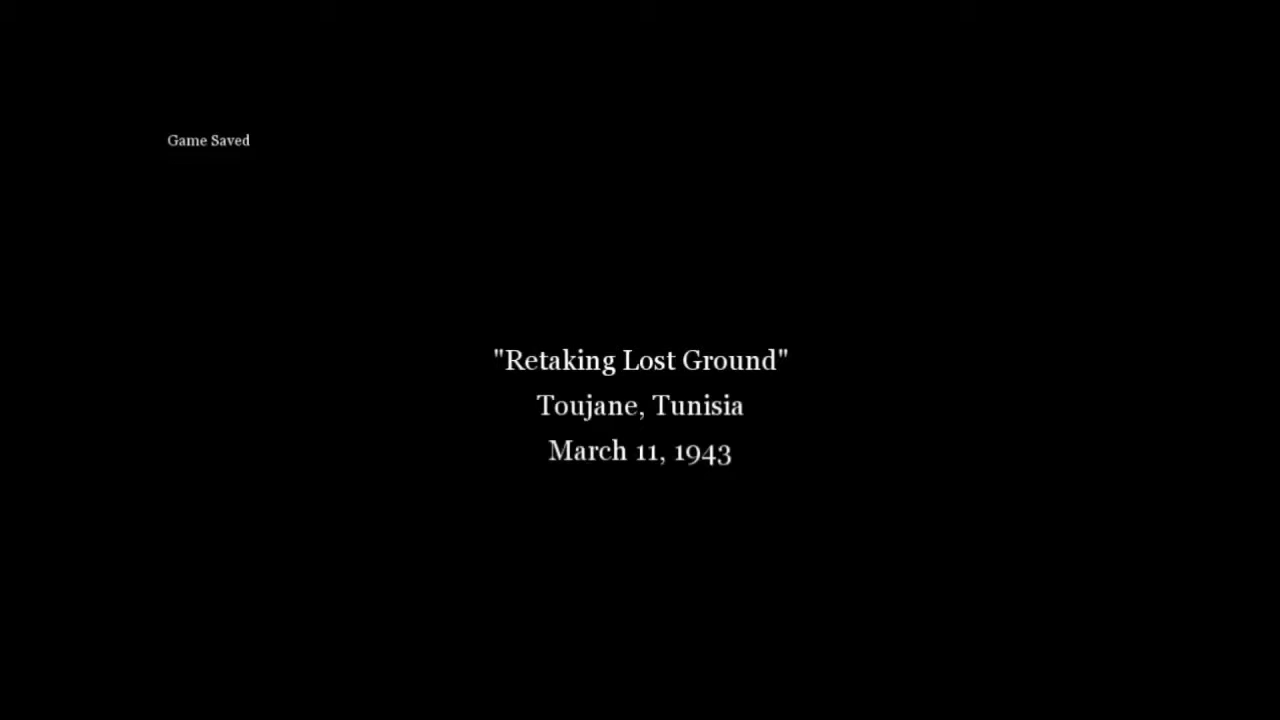 Game Saved
"Retaking Lost Ground"
Toujane, Tunisia
March 11, 1943